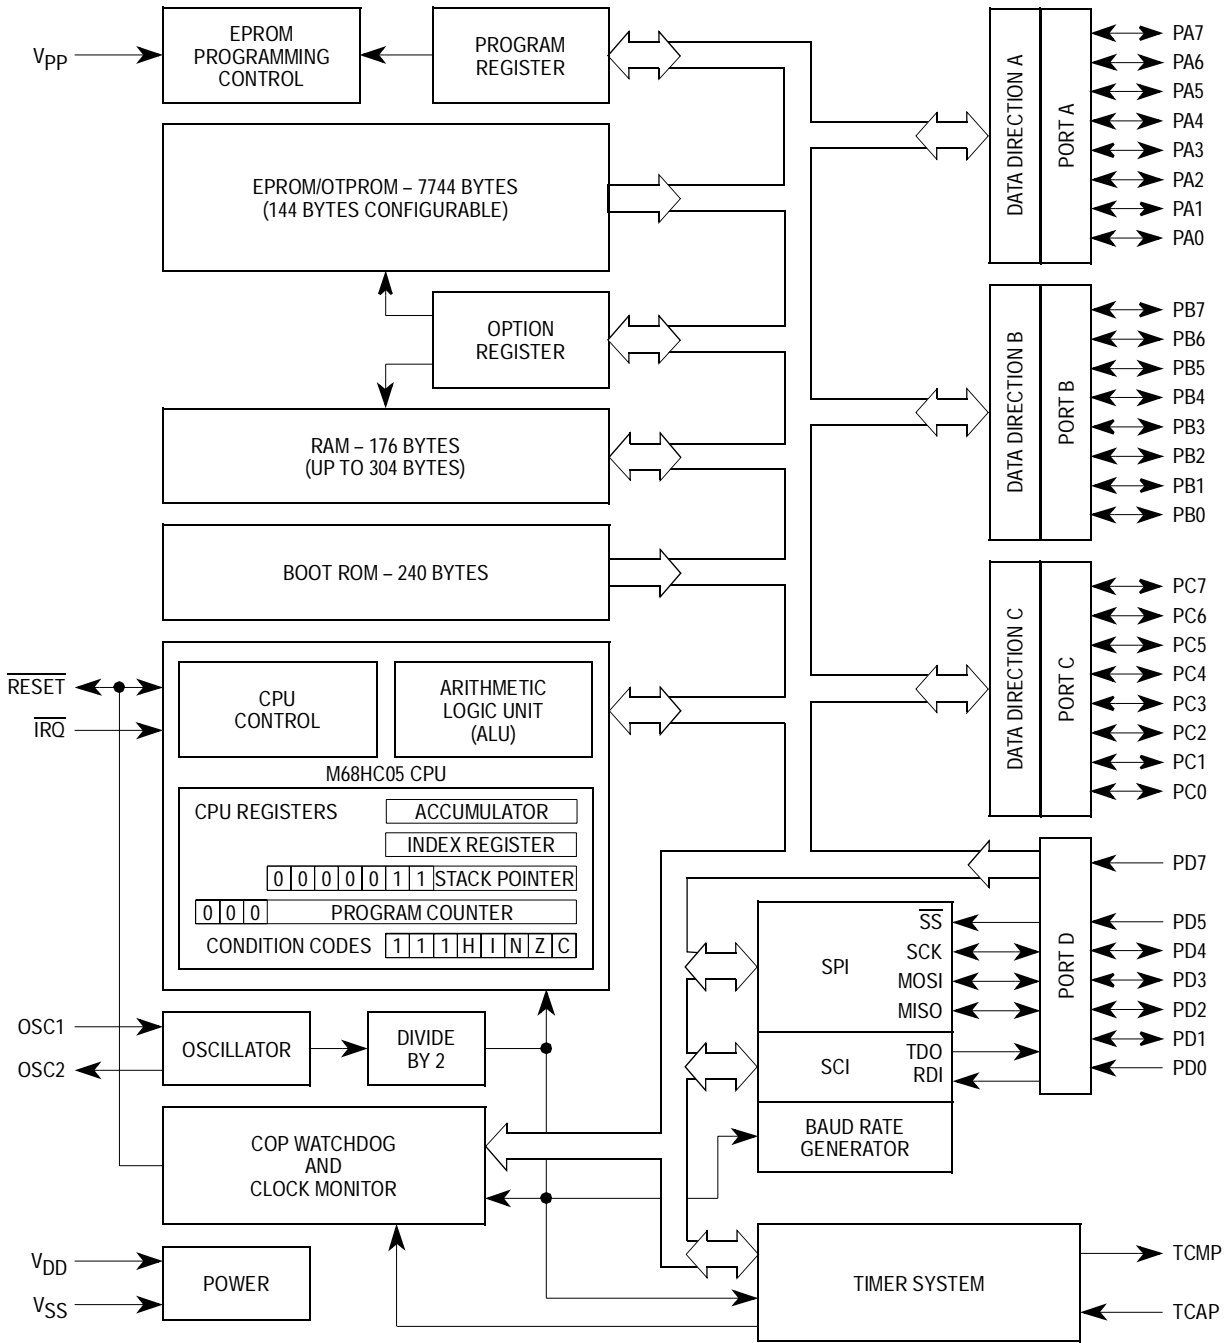 VPP
EPROM
PROGRAMMING
CONTROL
PROGRAM
REGISTER
EPROM/OTPROM – 7744 BYTES
(144 BYTES CONFIGURABLE)
OPTION
REGISTER
RAM – 176 BYTES
(UP TO 304 BYTES)
BOOT ROM – 240 BYTES
RESET
IRQ
CPU
CONTROL
ARITHMETIC
LOGIC UNIT
(ALU)
M68HC05 CPU
CPU REGISTERS
ACCUMULATOR
INDEX REGISTER
0 0 0 0 0 1 1 STACK POINTER
0 0 0 PROGRAM COUNTER
CONDITION CODES 1 1 1 H I N Z C
OSC1
OSC2
OSCILLATOR
DIVIDE
BY 2
COP WATCHDOG
AND
CLOCK MONITOR
VDD
VSS
POWER
DATA DIRECTION A
PORT A
PA7
PA6
PA5
PA4
PA3
PA2
PA1
PA0
DATA DIRECTION B
PORT B
PB7
PB6
PB5
PB4
PB3
PB2
PB1
PB0
DATA DIRECTION C
PORT C
PC7
PC6
PC5
PC4
PC3
PC2
PC1
PC0
SPI
SS
SCK
MOSI
MISO
SCI
TDO
RDI
BAUD RATE
GENERATOR
PORT D
PD7
PD5
PD4
PD3
PD2
PD1
PD0
TIMER SYSTEM
TCMP
TCAP